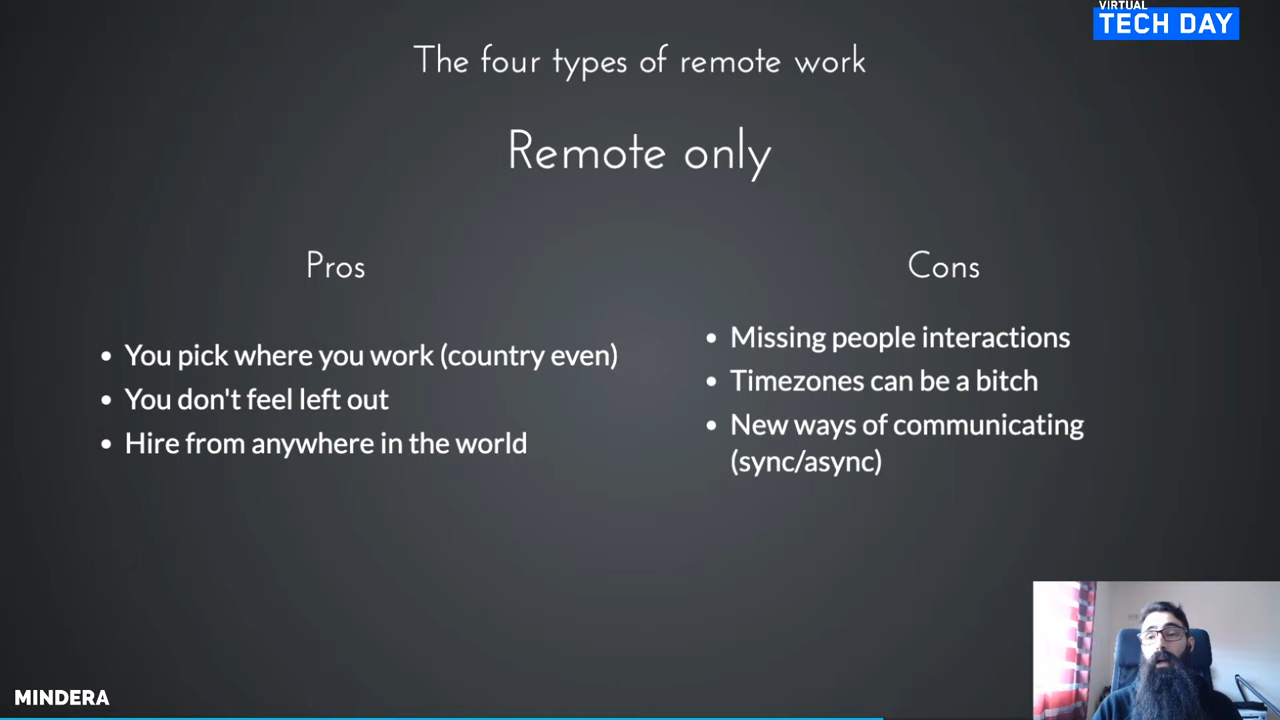 VIRTUAL
TECH DAY
The four types of remote work
Remote only
Pros
• You pick where you work (country even)
• You don't feel left out
• Hire from anywhere in the world
Cons
• Missing people interactions
• Timezones can be a bitch
• New ways of communicating
(sync/async)
MINDERA